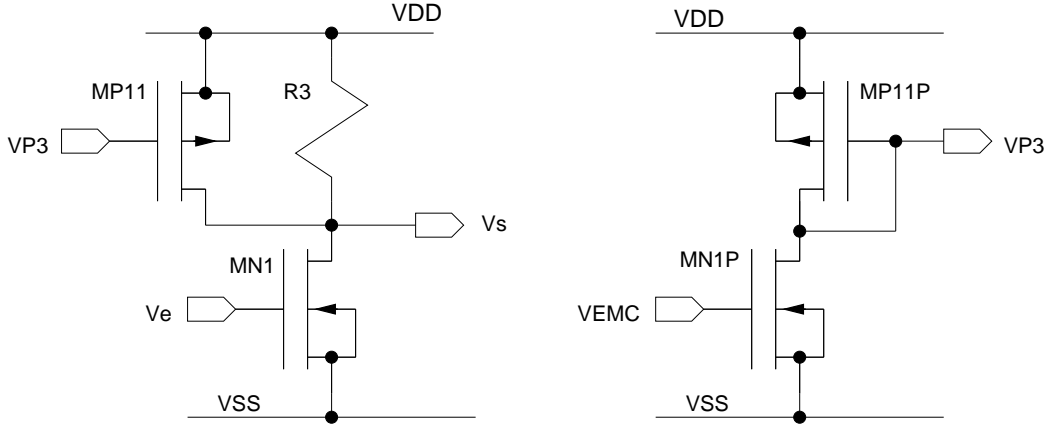 VDD
MP11
R3
VP3
Vs
MN1
Ve
VSS
VDD
MP11P
VP3
MN1P
VEMC
VSS